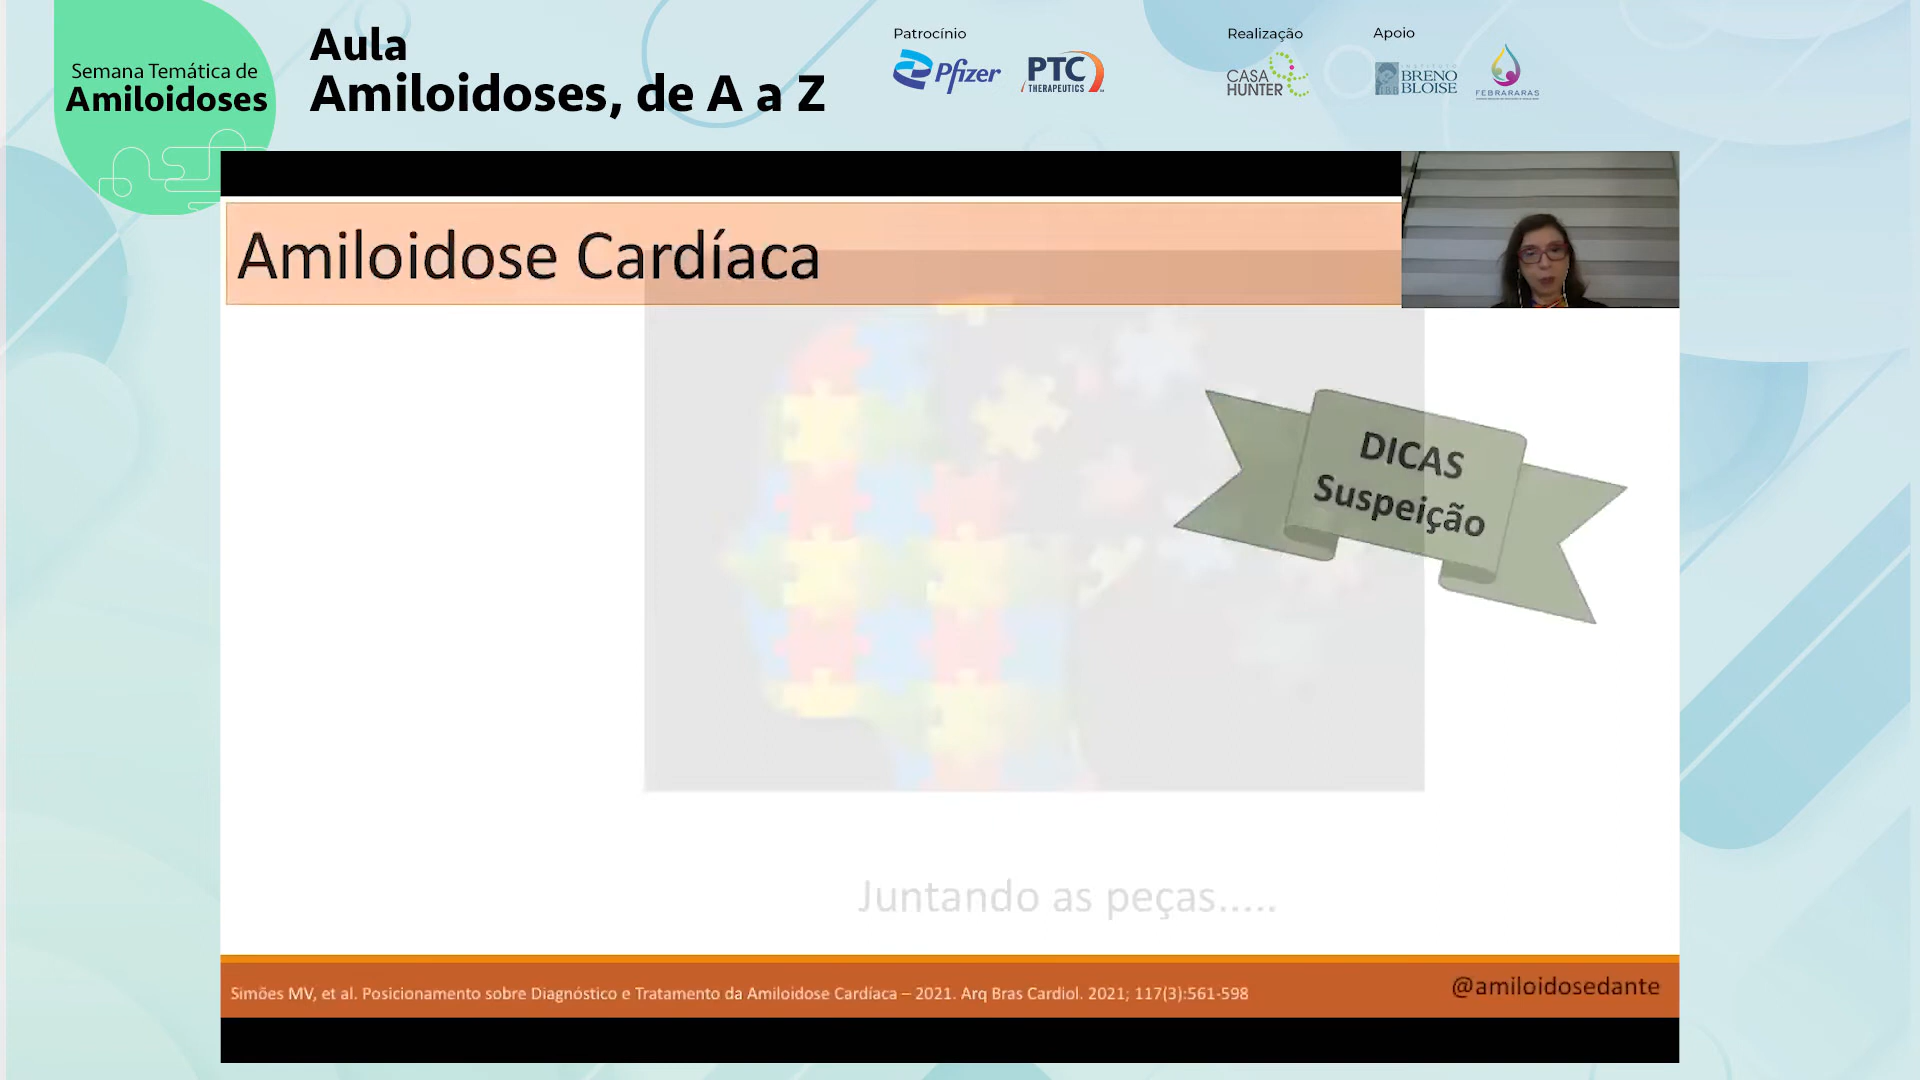 Semana Temática de
Amiloidoses
Aula
Amiloidoses, de A a Z
Patrocínio
Pfizer
PTC
THERAPEUTICS
Realização
CASA
HUNTER
Apoio
INSTITUTO
BRENO
BLOISE
FEBRARARAS
Amiloidose Cardíaca
DICAS
Suspeição
Juntando as peças.....
Simões MV, et al. Posicionamento sobre Diagnóstico e Tratamento da Amiloidose Cardíaca – 2021. Arq Bras Cardiol. 2021; 117(3):561-598
@amiloidosedante